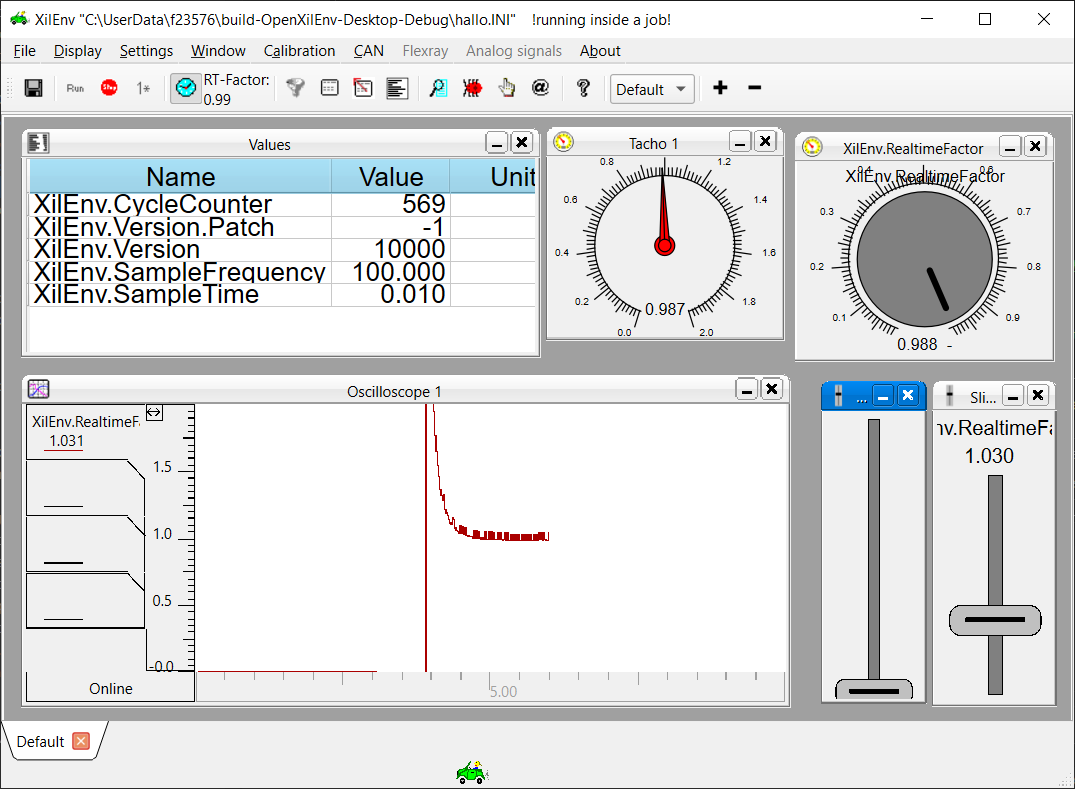 XilEnv "C:\UserData\f23576\build-OpenXilEnv-Desktop-Debug\hallo.INI" !running inside a job!
File Display Settings Window Calibration CAN Flexray Analog signals About
Run Stop 1* RT-Factor: 0.99 @ ? Default
Values
Name Value Unit
XilEnv.CycleCounter 569
XilEnv.Version.Patch -1
XilEnv.Version 10000
XilEnv.SampleFrequency 100.000
XilEnv.SampleTime 0.010
Tacho 1
0.8 1.2
0.6 1.4
0.4 1.6
0.2 1.8
0.987
0.0 2.0
XilEnv.RealtimeFactor
XilEnv.RealtimeFactor
0.4 0.6
0.3 0.7
0.2 0.8
0.1 0.9
0.988 -
Oscilloscope 1
XilEnv.RealtimeF
1.031
1.5
1.0
0.5
-0.0
Online
5.00
...
Sli...
nv.RealtimeFa
1.030
Default